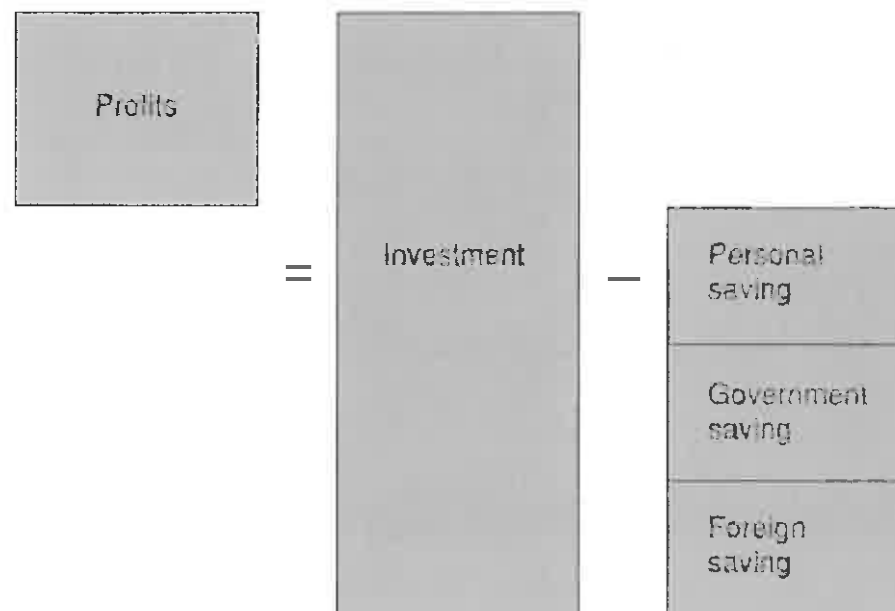 Profits
=
Investment
–
Personal
saving
Government
saving
Foreign
saving